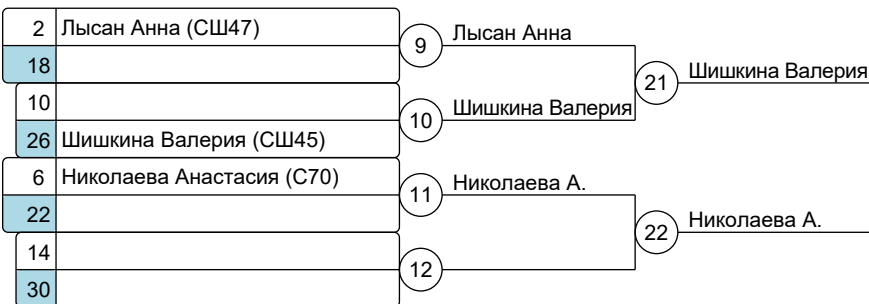 2 Лысан Анна (СШ47)
18
9 Лысан Анна
10
26 Шишкина Валерия (СШ45)
10 Шишкина Валерия
21 Шишкина Валерия
6 Николаева Анастасия (С70)
22
11 Николаева А.
14
30
12
22 Николаева А.